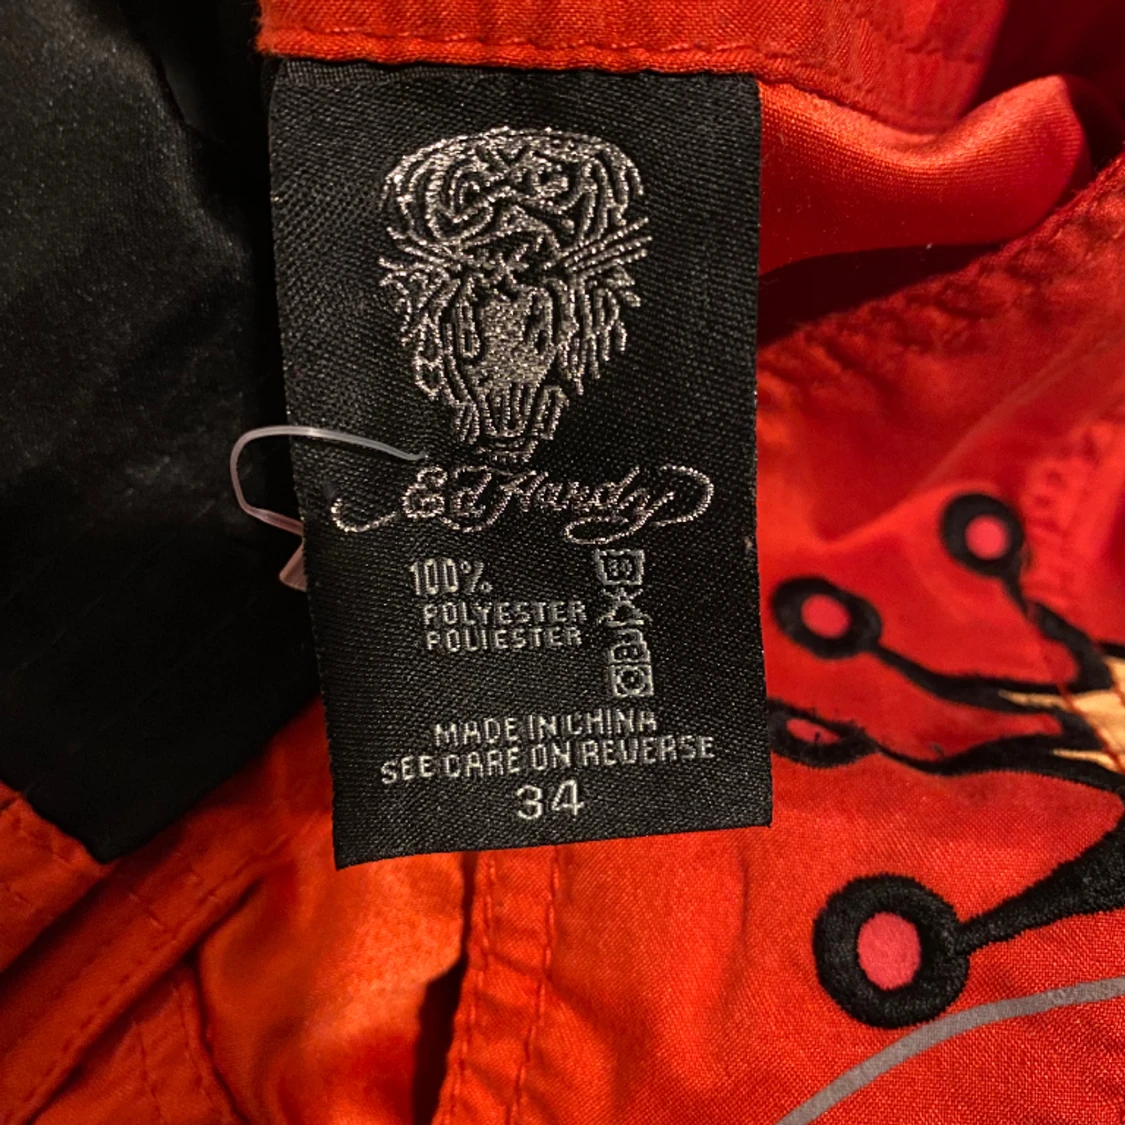 Ed Hardy
100%
POLYESTER
POLIESTER
MADE IN CHINA
SEE CARE ON REVERSE
34